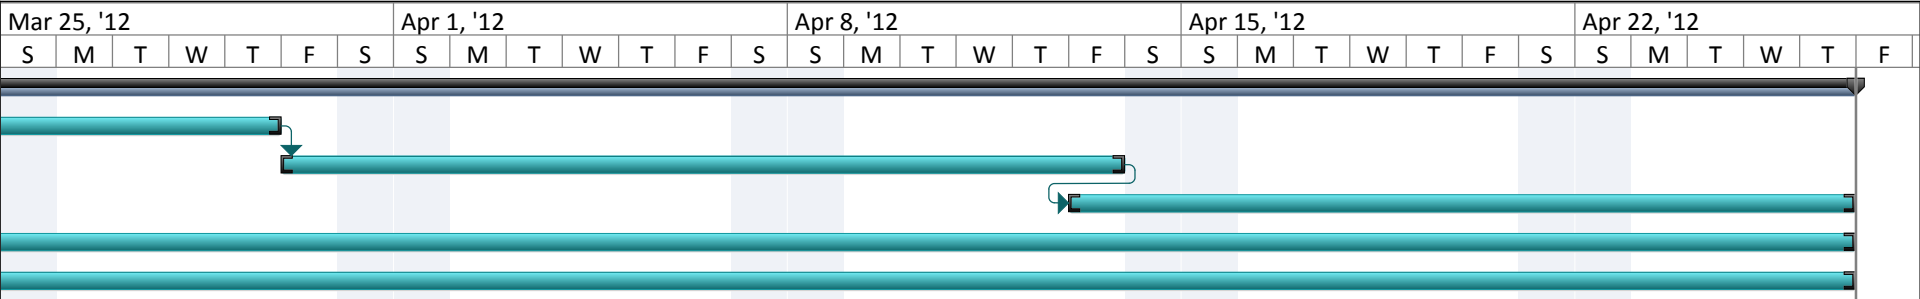 Mar 25, '12 Apr 1, '12 Apr 8, '12 Apr 15, '12 Apr 22, '12
S M T W T F S S M T W T F S S M T W T F S S M T W T F S S M T W T F